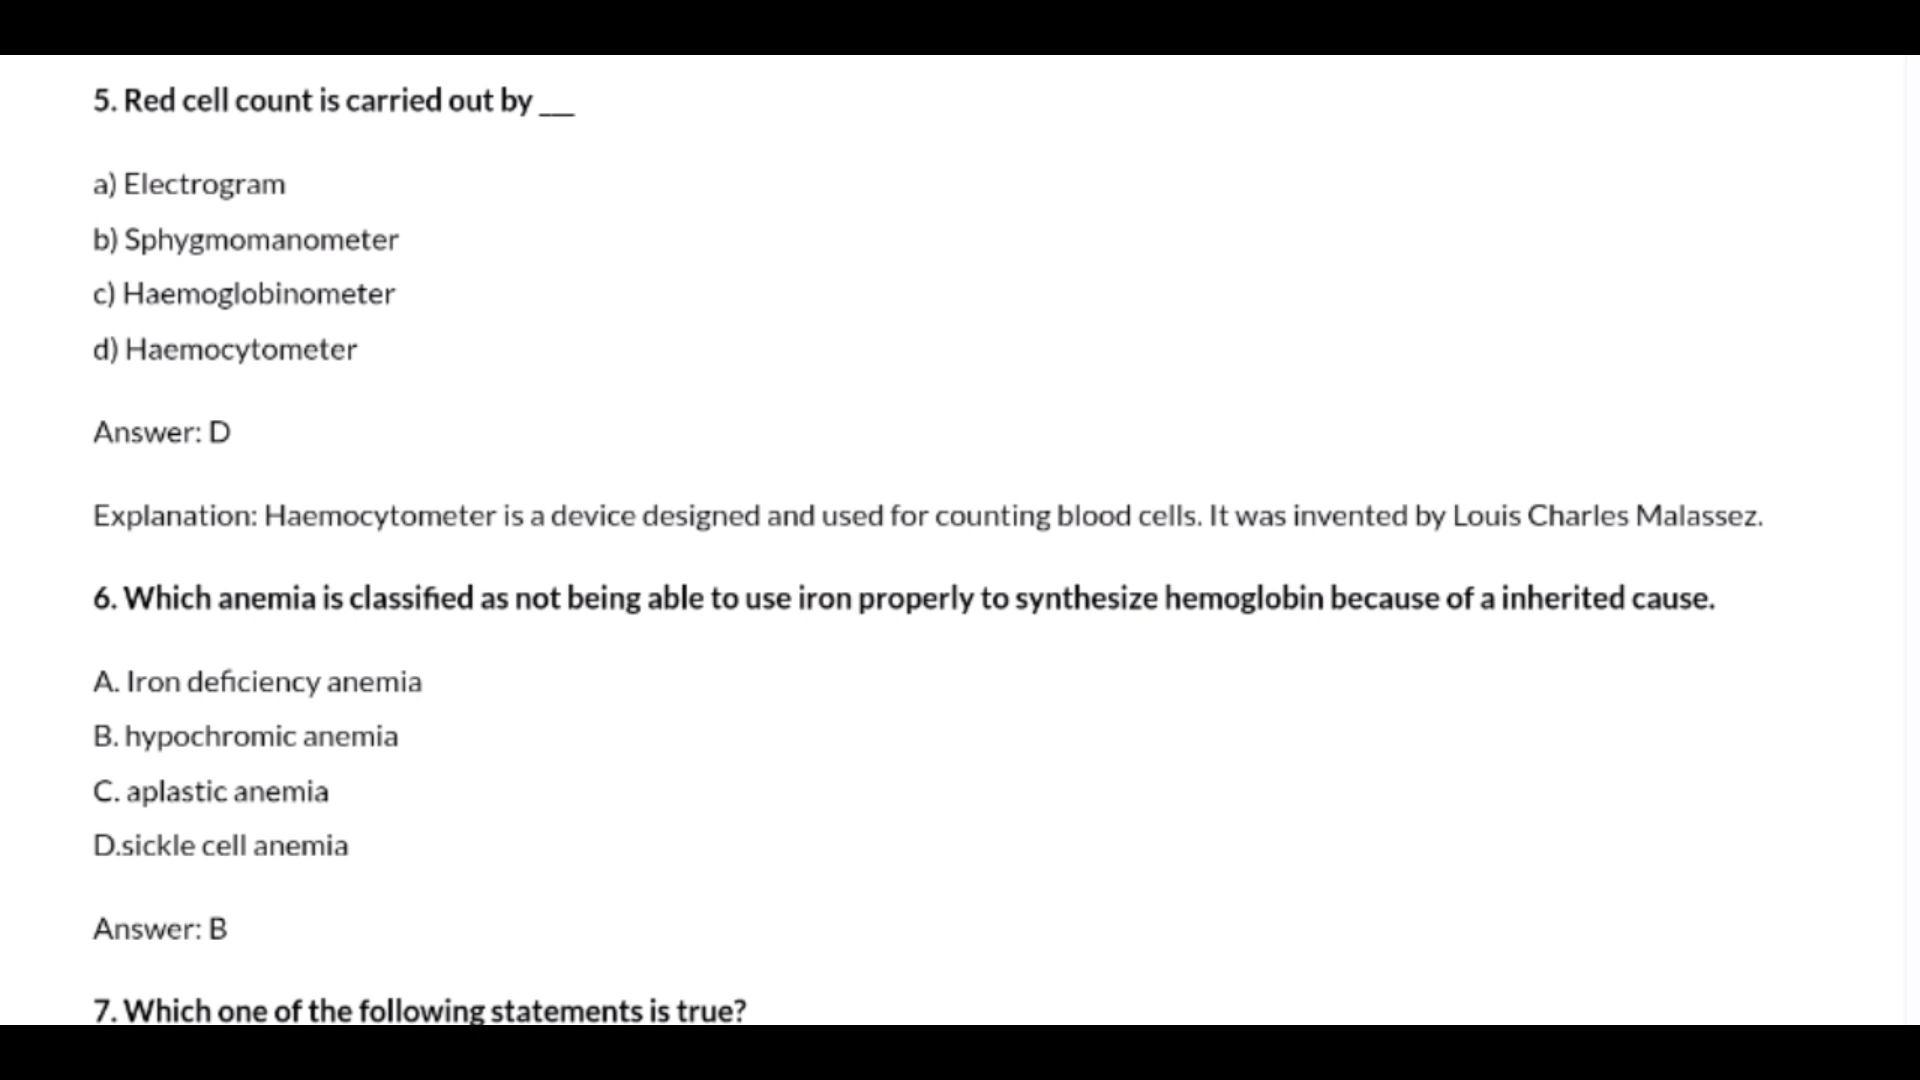 5. Red cell count is carried out by __
a) Electrogram
b) Sphygmomanometer
c) Haemoglobinometer
d) Haemocytometer
Answer: D
Explanation: Haemocytometer is a device designed and used for counting blood cells. It was invented by Louis Charles Malassez.
6. Which anemia is classified as not being able to use iron properly to synthesize hemoglobin because of a inherited cause.
A. Iron deficiency anemia
B. hypochromic anemia
C. aplastic anemia
D.sickle cell anemia
Answer: B
7. Which one of the following statements is true?